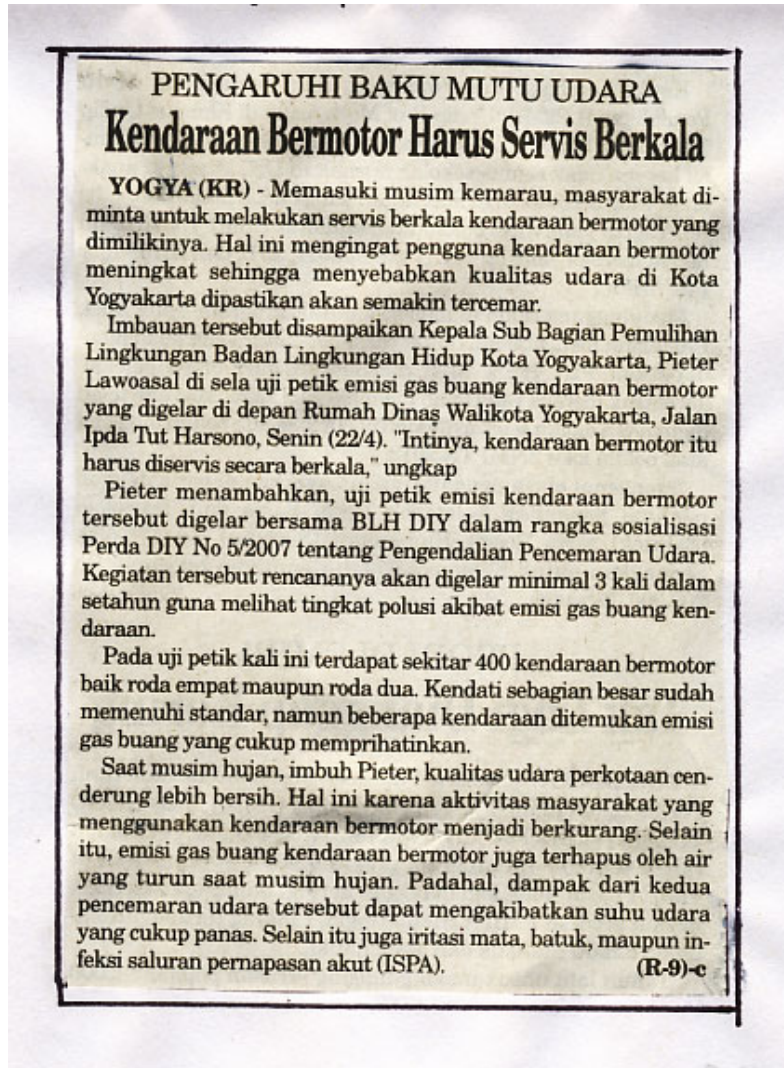 PENGARUHI BAKU MUTU UDARA
Kendaraan Bermotor Harus Servis Berkala
YOGYA (KR) - Memasuki musim kemarau, masyarakat di-
minta untuk melakukan servis berkala kendaraan bermotor yang
dimilikinya. Hal ini mengingat pengguna kendaraan bermotor
meningkat sehingga menyebabkan kualitas udara di Kota
Yogyakarta dipastikan akan semakin tercemar.
Imbauan tersebut disampaikan Kepala Sub Bagian Pemulihan
Lingkungan Badan Lingkungan Hidup Kota Yogyakarta, Pieter
Lawoasal di sela uji petik emisi gas buang kendaraan bermotor
yang digelar di depan Rumah Dinas Walikota Yogyakarta, Jalan
Ipda Tut Harsono, Senin (22/4). "Intinya, kendaraan bermotor itu
harus diservis secara berkala," ungkap
Pieter menambahkan, uji petik emisi kendaraan bermotor
tersebut digelar bersama BLH DIY dalam rangka sosialisasi
Perda DIY No 5/2007 tentang Pengendalian Pencemaran Udara.
Kegiatan tersebut rencananya akan digelar minimal 3 kali dalam
setahun guna melihat tingkat polusi akibat emisi gas buang ken-
daraan.
Pada uji petik kali ini terdapat sekitar 400 kendaraan bermotor
baik roda empat maupun roda dua. Kendati sebagian besar sudah
memenuhi standar, namun beberapa kendaraan ditemukan emisi
gas buang yang cukup memprihatinkan.
Saat musim hujan, imbuh Pieter, kualitas udara perkotaan cen-
derung lebih bersih. Hal ini karena aktivitas masyarakat yang
menggunakan kendaraan bermotor menjadi berkurang. Selain
itu, emisi gas buang kendaraan bermotor juga terhapus oleh air
yang turun saat musim hujan. Padahal, dampak dari kedua
pencemaran udara tersebut dapat mengakibatkan suhu udara
yang cukup panas. Selain itu juga iritasi mata, batuk, maupun in-
feksi saluran pernapasan akut (ISPA). (R-9)-c